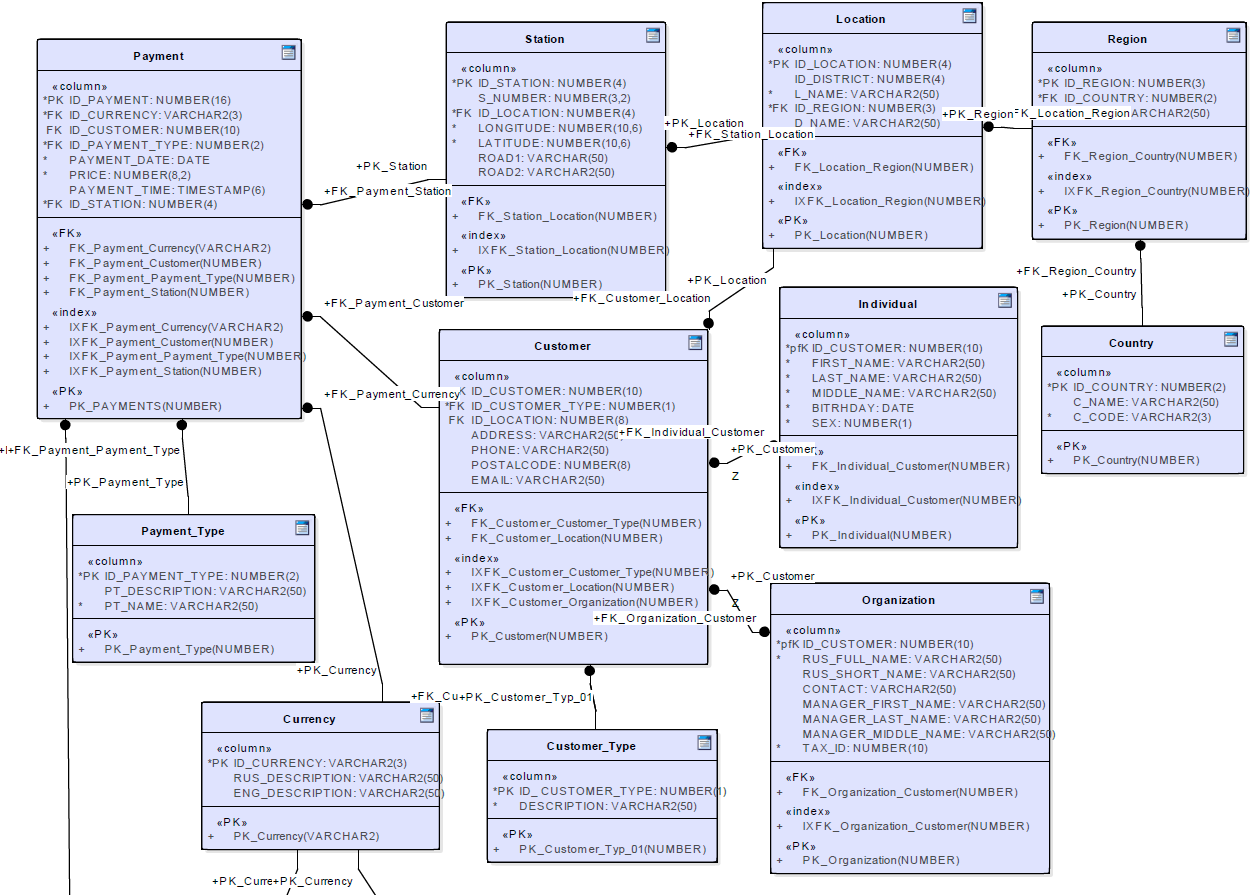 Payment
«column»
*PK ID_PAYMENT: NUMBER(16)
*FK ID_CURRENCY: VARCHAR2(3)
FK ID_CUSTOMER: NUMBER(10)
*FK ID_PAYMENT_TYPE: NUMBER(2)
* PAYMENT_DATE: DATE
* PRICE: NUMBER(8,2)
PAYMENT_TIME: TIMESTAMP(6)
*FK ID_STATION: NUMBER(4)
«FK»
+ FK_Payment_Currency(VARCHAR2)
+ FK_Payment_Customer(NUMBER)
+ FK_Payment_Payment_Type(NUMBER)
+ FK_Payment_Station(NUMBER)
«index»
+ IXFK_Payment_Currency(VARCHAR2)
+ IXFK_Payment_Customer(NUMBER)
+ IXFK_Payment_Payment_Type(NUMBER)
+ IXFK_Payment_Station(NUMBER)
«PK»
+ PK_PAYMENTS(NUMBER)
Station
«column»
*PK ID_STATION: NUMBER(4)
S_NUMBER: NUMBER(3,2)
*FK ID_LOCATION: NUMBER(4)
* LONGITUDE: NUMBER(10,6)
* LATITUDE: NUMBER(10,6)
ROAD1: VARCHAR(50)
ROAD2: VARCHAR(50)
«FK»
+ FK_Station_Location(NUMBER)
«index»
+ IXFK_Station_Location(NUMBER)
«PK»
+ PK_Station(NUMBER)
Location
«column»
*PK ID_LOCATION: NUMBER(4)
ID_DISTRICT: NUMBER(4)
* L_NAME: VARCHAR2(50)
*FK ID_REGION: NUMBER(3)
D_NAME: VARCHAR2(50)
«FK»
+ FK_Location_Region(NUMBER)
«index»
+ IXFK_Location_Region(NUMBER)
«PK»
+ PK_Location(NUMBER)
Region
«column»
*PK ID_REGION: NUMBER(3)
*FK ID_COUNTRY: NUMBER(2)
VARCHAR2(50)
«FK»
+ FK_Region_Country(NUMBER)
«index»
+ IXFK_Region_Country(NUMBER)
«PK»
+ PK_Region(NUMBER)
+PK_Station
+FK_Payment_Station
+PK_Location
+FK_Station_Location
+PK_Region
FK_Location_Region
+FK_Region_Country
+PK_Country
+PK_Location
+FK_Customer_Location
+FK_Payment_Customer
+FK_Payment_Currency
Customer
«column»
K ID_CUSTOMER: NUMBER(10)
*FK ID_CUSTOMER_TYPE: NUMBER(1)
FK ID_LOCATION: NUMBER(8)
ADDRESS: VARCHAR2(50)
PHONE: VARCHAR2(50)
POSTALCODE: NUMBER(8)
EMAIL: VARCHAR2(50)
«FK»
+ FK_Customer_Customer_Type(NUMBER)
+ FK_Customer_Location(NUMBER)
«index»
+ IXFK_Customer_Customer_Type(NUMBER)
+ IXFK_Customer_Location(NUMBER)
+ IXFK_Customer_Organization(NUMBER)
«PK»
+ PK_Customer(NUMBER)
Individual
«column»
*pfK ID_CUSTOMER: NUMBER(10)
* FIRST_NAME: VARCHAR2(50)
* LAST_NAME: VARCHAR2(50)
* MIDDLE_NAME: VARCHAR2(50)
* BITRHDAY: DATE
* SEX: NUMBER(1)
+ FK_Individual_Customer(NUMBER)
«index»
+ IXFK_Individual_Customer(NUMBER)
«PK»
+ PK_Individual(NUMBER)
Country
«column»
*PK ID_COUNTRY: NUMBER(2)
C_NAME: VARCHAR2(50)
* C_CODE: VARCHAR2(3)
«PK»
+ PK_Country(NUMBER)
+FK_Individual_Customer
+PK_Customer
Z
+FK_Payment_Payment_Type
+PK_Payment_Type
Payment_Type
«column»
*PK ID_PAYMENT_TYPE: NUMBER(2)
PT_DESCRIPTION: VARCHAR2(50)
* PT_NAME: VARCHAR2(50)
«PK»
+ PK_Payment_Type(NUMBER)
+PK_Customer
Z
+FK_Organization_Customer
Organization
«column»
*pfK ID_CUSTOMER: NUMBER(10)
* RUS_FULL_NAME: VARCHAR2(50)
RUS_SHORT_NAME: VARCHAR2(50)
CONTACT: VARCHAR2(50)
MANAGER_FIRST_NAME: VARCHAR2(50)
MANAGER_LAST_NAME: VARCHAR2(50)
MANAGER_MIDDLE_NAME: VARCHAR2(50)
* TAX_ID: NUMBER(10)
«FK»
+ FK_Organization_Customer(NUMBER)
«index»
+ IXFK_Organization_Customer(NUMBER)
«PK»
+ PK_Organization(NUMBER)
+PK_Currency
+FK_Cu+PK_Customer_Typ_01
Currency
«column»
*PK ID_CURRENCY: VARCHAR2(3)
RUS_DESCRIPTION: VARCHAR2(50)
ENG_DESCRIPTION: VARCHAR2(50)
«PK»
+ PK_Currency(VARCHAR2)
Customer_Type
«column»
*PK ID_CUSTOMER_TYPE: NUMBER(1)
* DESCRIPTION: VARCHAR2(50)
«PK»
+ PK_Customer_Typ_01(NUMBER)
+PK_Curre+PK_Currency